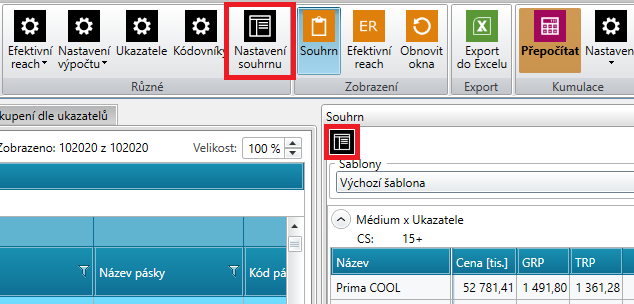 Efektivní reach
Nastavení výpočtu
Ukazatele
Kódovník
Nastavení souhrnu
Souhrn
ER
Efektivní reach
Obnovit okna
Export do Excelu
Přepočítat
Nastaven
Různé
Zobrazení
Export
Kumulace
kupení dle ukazatelů
Zobrazeno: 102020 z 102020
Velikost: 100 %
Název pásky
Kód pá
Souhrn
Šablony
Výchozí šablona
Médium x Ukazatele
CS: 15+
Název Cena [tis.] GRP TRP
Prima COOL 52 781,41 1 491,80 1 361,28